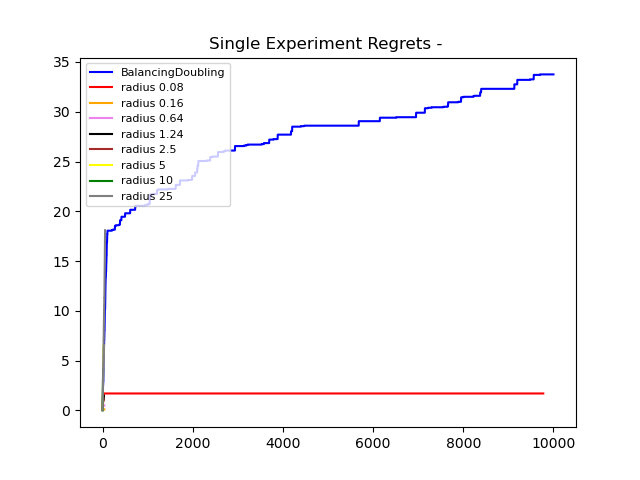 Single Experiment Regrets -
35
30
25
20
15
10
5
0
BalancingDoubling
radius 0.08
radius 0.16
radius 0.64
radius 1.24
radius 2.5
radius 5
radius 10
radius 25
0 2000 4000 6000 8000 10000